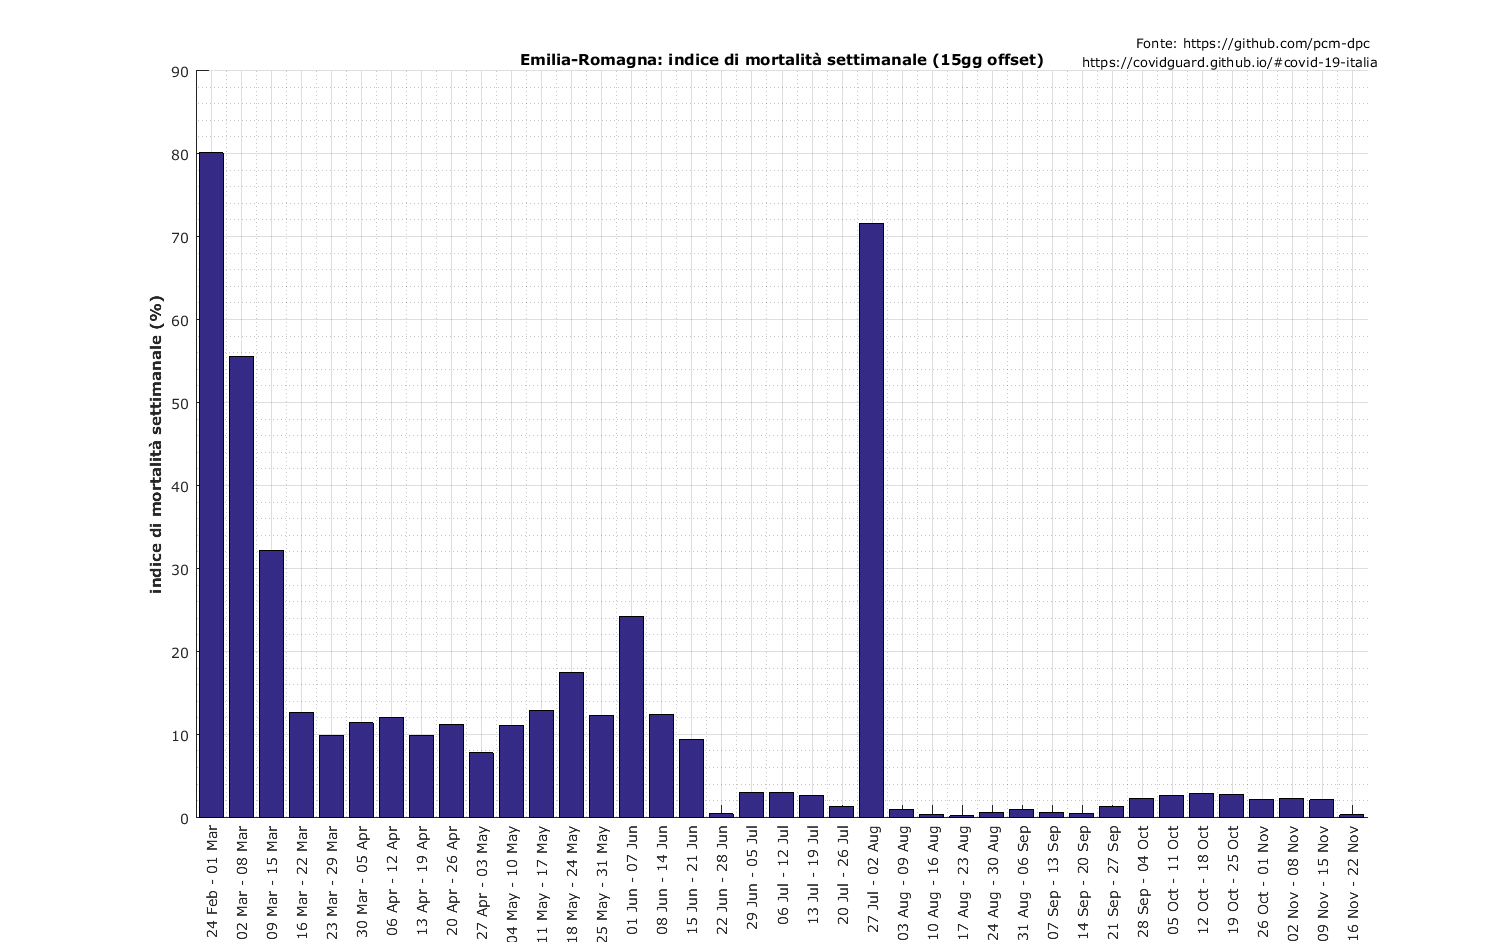 Fonte: https://github.com/pcm-dpc
https://covidguard.github.io/#covid-19-italia
Emilia-Romagna: indice di mortalità settimanale (15gg offset)
indice di mortalità settimanale (%)
90
80
70
60
50
40
30
20
10
0
24 Feb - 01 Mar
02 Mar - 08 Mar
09 Mar - 15 Mar
16 Mar - 22 Mar
23 Mar - 29 Mar
30 Mar - 05 Apr
06 Apr - 12 Apr
13 Apr - 19 Apr
20 Apr - 26 Apr
27 Apr - 03 May
04 May - 10 May
11 May - 17 May
18 May - 24 May
25 May - 31 May
01 Jun - 07 Jun
08 Jun - 14 Jun
15 Jun - 21 Jun
22 Jun - 28 Jun
29 Jun - 05 Jul
06 Jul - 12 Jul
13 Jul - 19 Jul
20 Jul - 26 Jul
27 Jul - 02 Aug
03 Aug - 09 Aug
10 Aug - 16 Aug
17 Aug - 23 Aug
24 Aug - 30 Aug
31 Aug - 06 Sep
07 Sep - 13 Sep
14 Sep - 20 Sep
21 Sep - 27 Sep
28 Sep - 04 Oct
05 Oct - 11 Oct
12 Oct - 18 Oct
19 Oct - 25 Oct
26 Oct - 01 Nov
02 Nov - 08 Nov
09 Nov - 15 Nov
16 Nov - 22 Nov